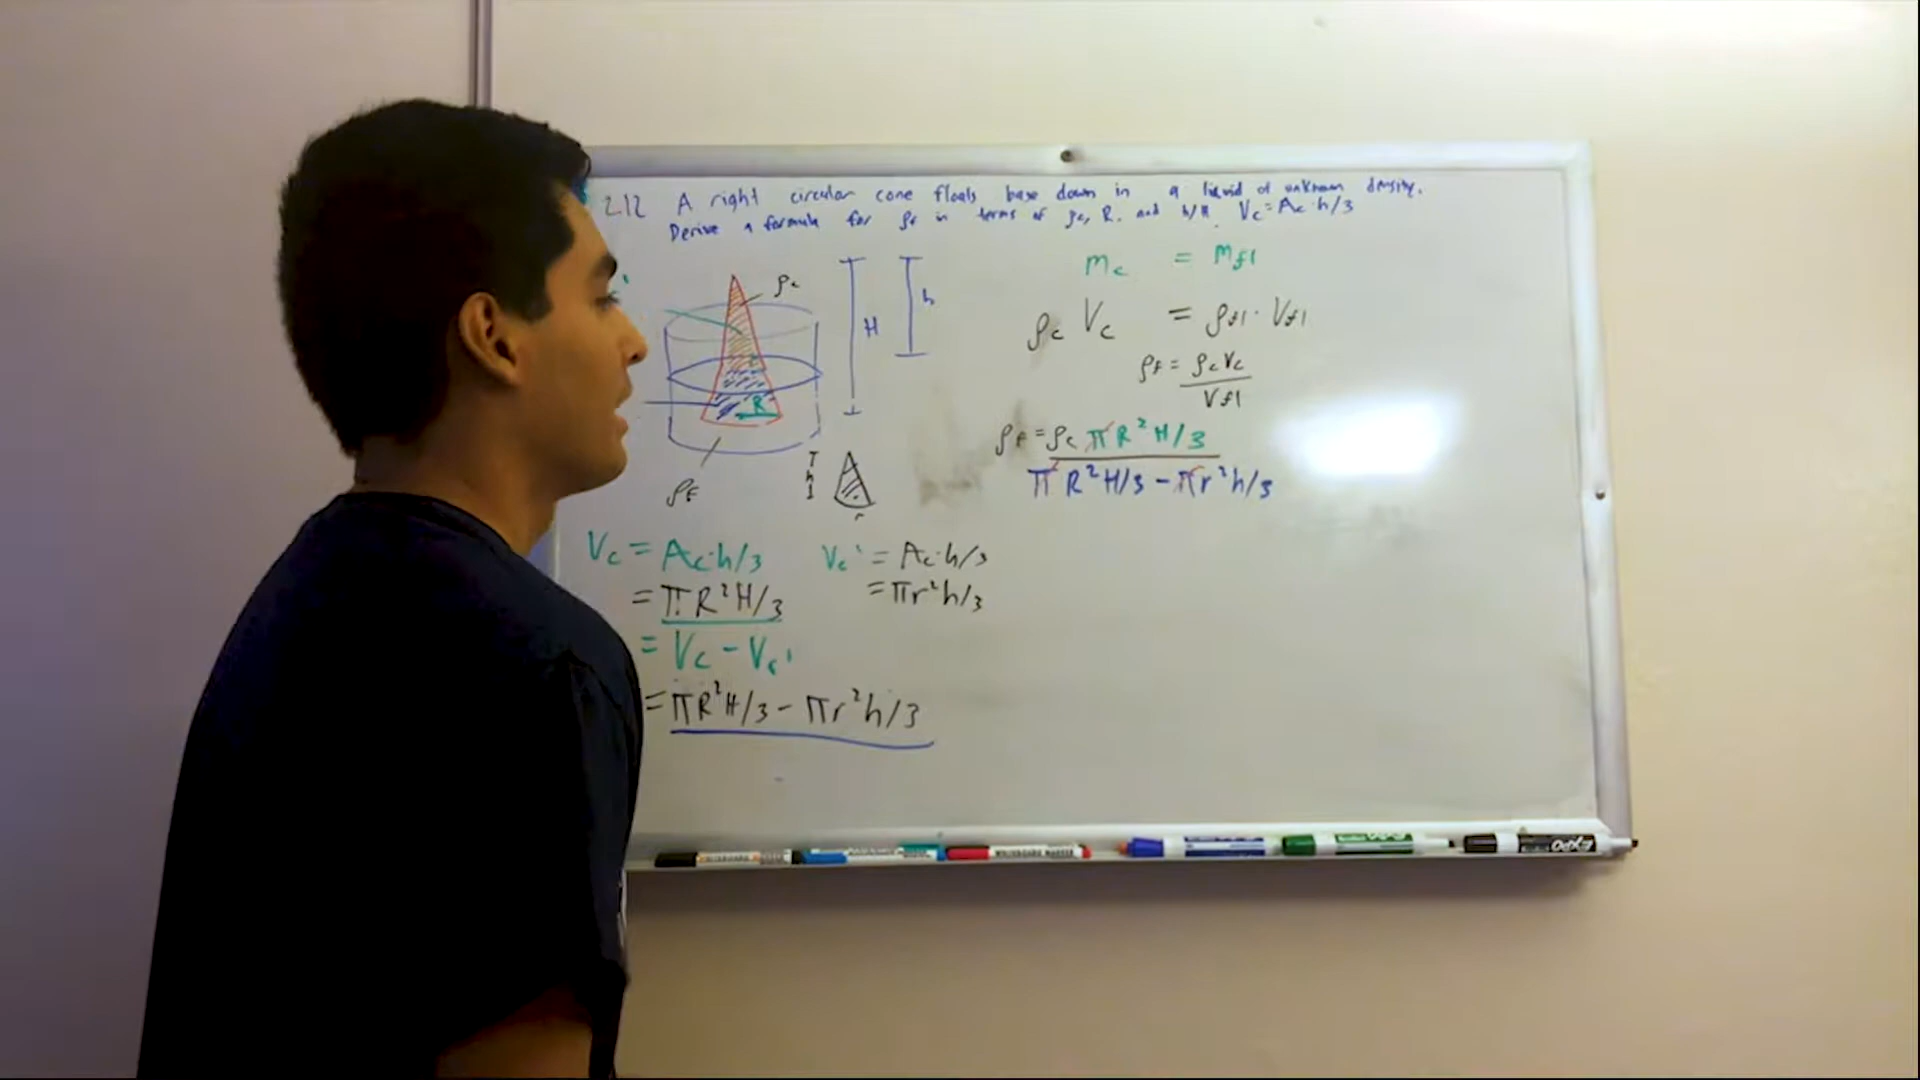 2.12 A right circular cone floats base down in a liquid of unknown density.
Derive a formula for ρf in terms of ρc, R, and h/H. Vc = Ac·h/3
ρc
H
h
R
ρF
h
r
mc = mfl
ρc Vc = ρfl · Vfl
ρF = ρcVc
Vfl
ρF = ρc πR²H/3
πR²H/3 - πr²h/3
Vc = Ac·h/3
= πR²H/3
= Vc - Vc'
= πR²H/3 - πr²h/3
Vc' = Ac·h/3
= πr²h/3
EXPO